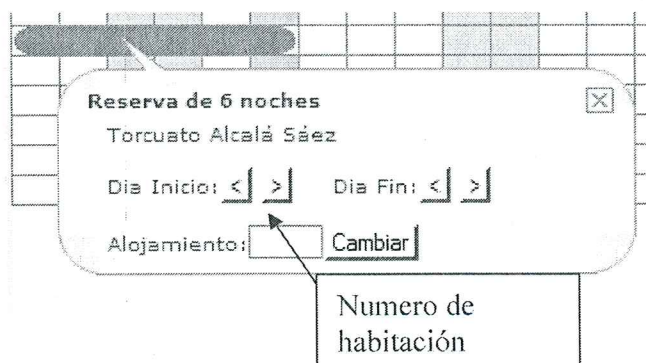 Reserva de 6 noches
Torcuato Alcalá Sáez
Dia Inicio: < > Dia Fin: < >
Alojamiento: Cambiar
Numero de
habitación